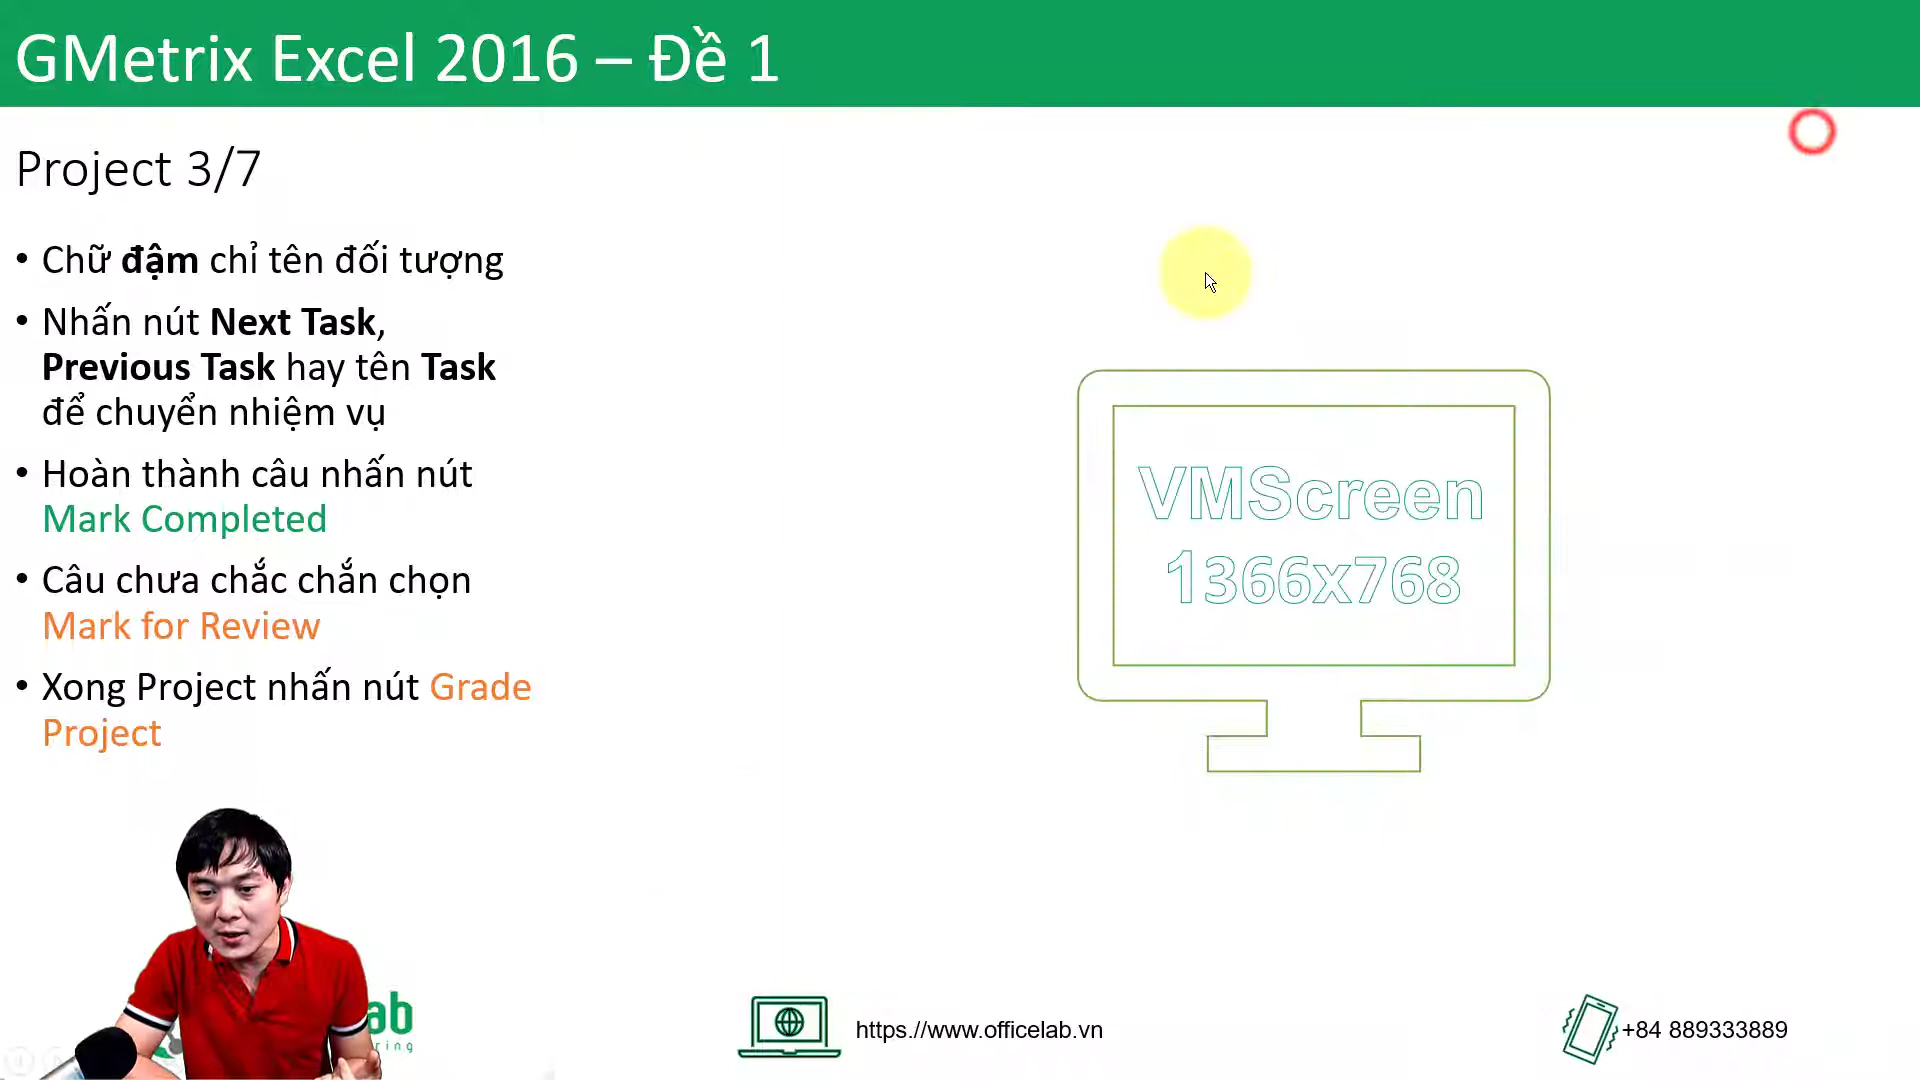 GMetrix Excel 2016 – Đề 1
Project 3/7
• Chữ đậm chỉ tên đối tượng
• Nhấn nút Next Task,
Previous Task hay tên Task
để chuyển nhiệm vụ
• Hoàn thành câu nhấn nút
Mark Completed
• Câu chưa chắc chắn chọn
Mark for Review
• Xong Project nhấn nút Grade
Project
VMScreen
1366x768
https://www.officelab.vn
+84 889333889